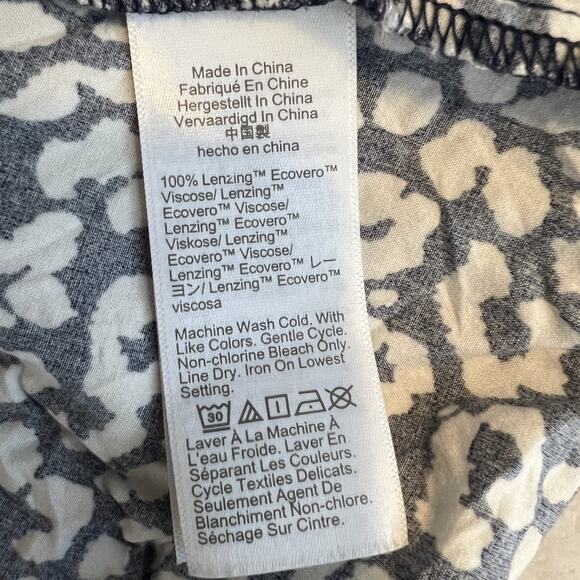 Made In China
Fabriqué En Chine
Hergestellt In China
Vervaardigd In China
中国製
hecho en china
100% Lenzing™ Ecovero™
Viscose/ Lenzing™
Ecovero™ Viscose/
Lenzing™ Ecovero™
Viskose/ Lenzing™
Ecovero™ Viscose/
Lenzing™ Ecovero™ レー
ヨン/ Lenzing™ Ecovero™
viscosa
Machine Wash Cold, With
Like Colors. Gentle Cycle.
Non-chlorine Bleach Only.
Line Dry. Iron On Lowest
Setting.
30
Laver À La Machine À
L'eau Froide. Laver En
Séparant Les Couleurs.
Cycle Textiles Delicats.
Seulement Agent De
Blanchiment Non-chlore.
Séchage Sur Cintre.